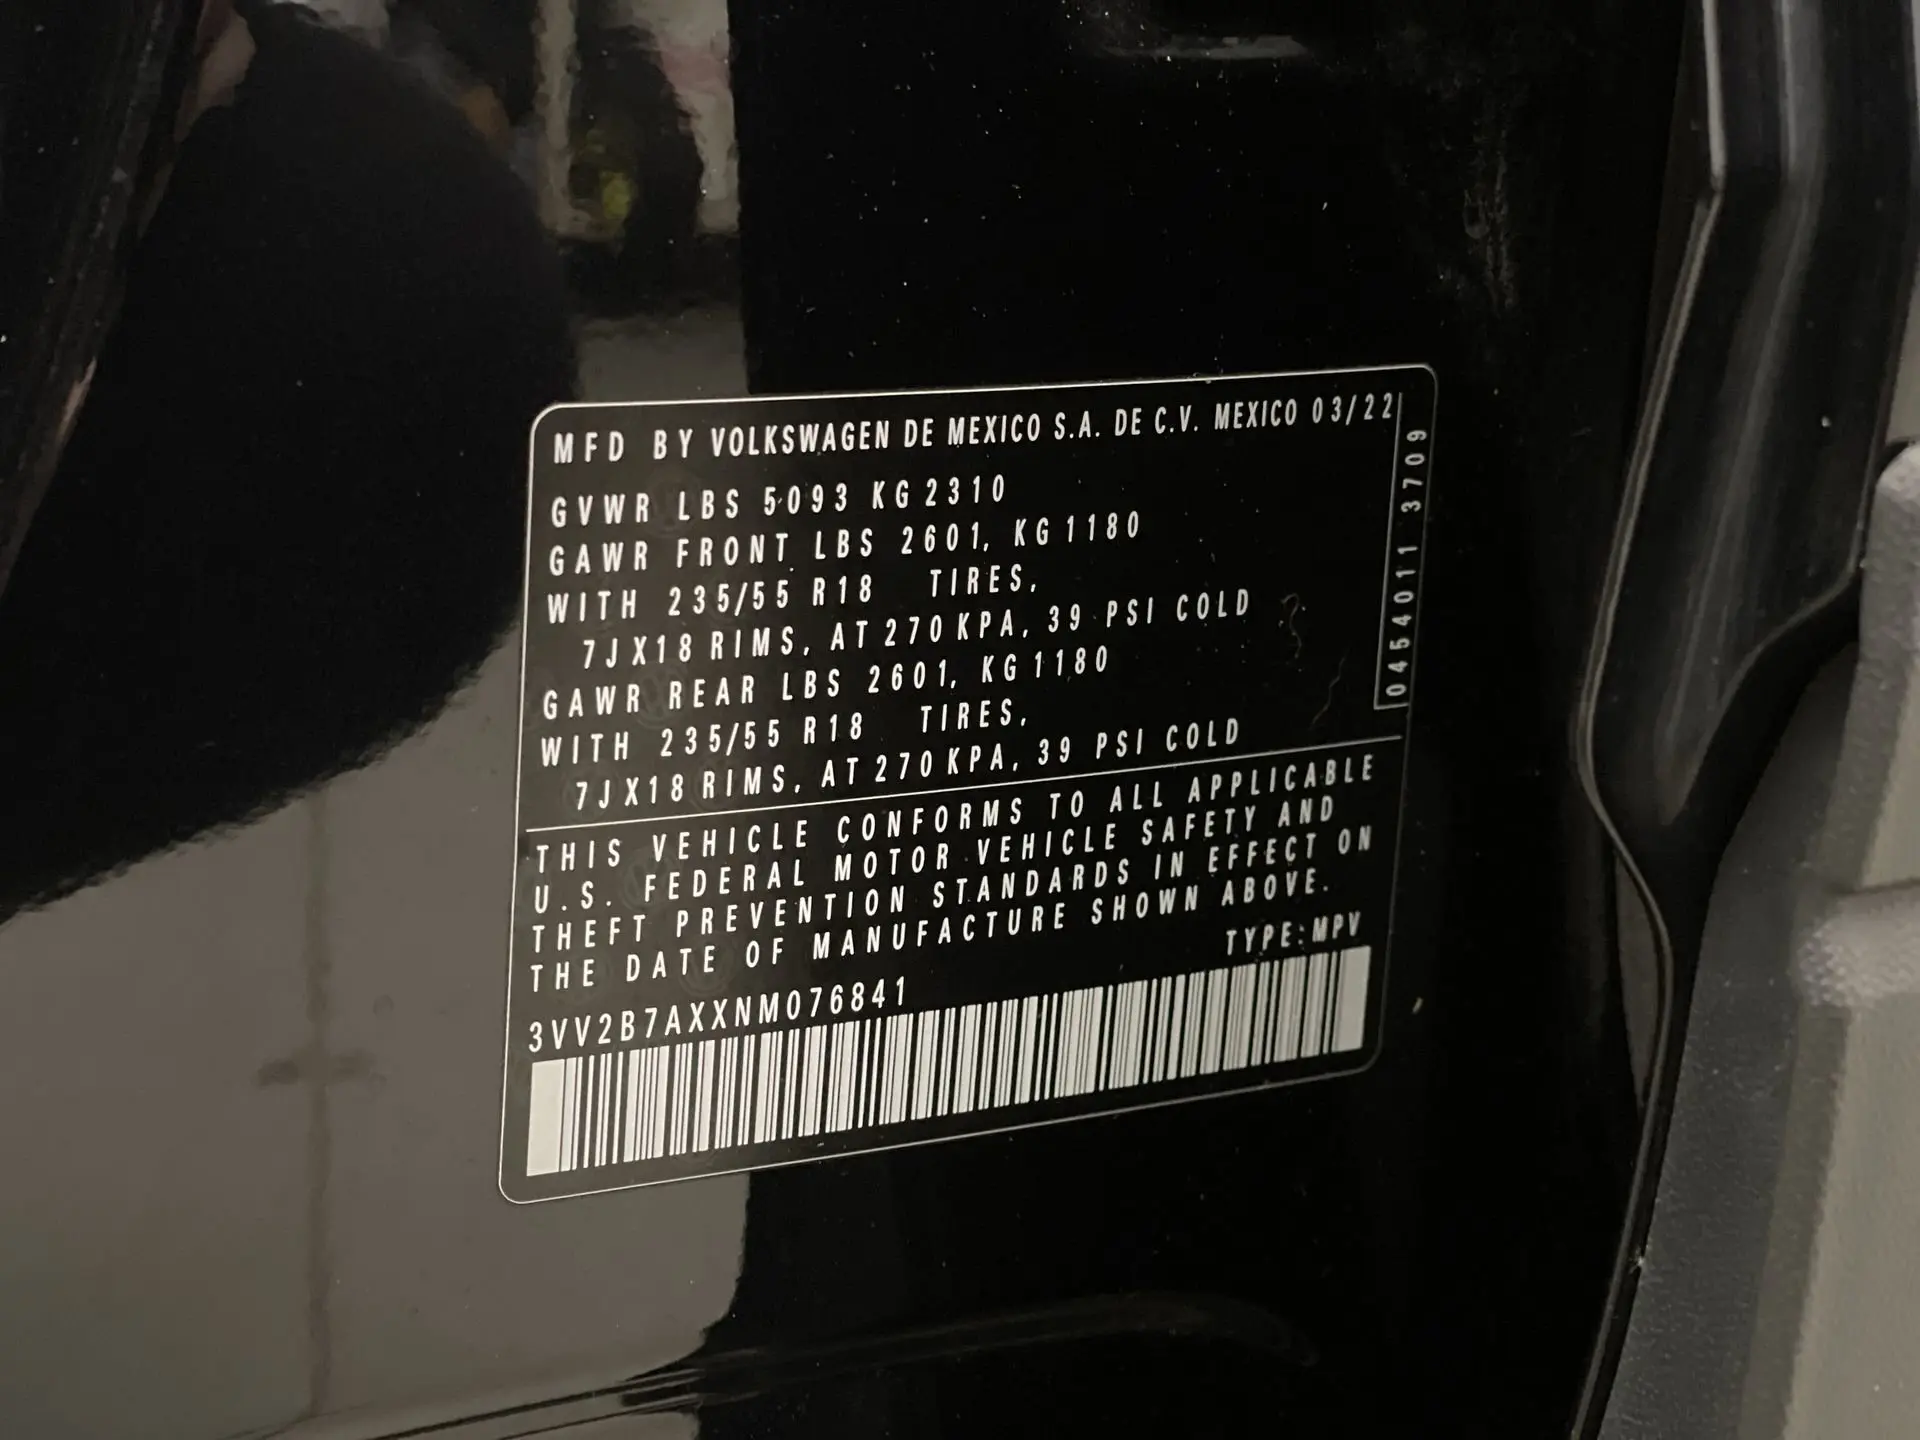 MFD BY VOLKSWAGEN DE MEXICO S.A. DE C.V. MEXICO 03/22
GVWR LBS 5093 KG 2310
GAWR FRONT LBS 2601, KG 1180
WITH 235/55 R18 TIRES,
7JX18 RIMS, AT 270 KPA, 39 PSI COLD
GAWR REAR LBS 2601, KG 1180
WITH 235/55 R18 TIRES,
7JX18 RIMS, AT 270 KPA, 39 PSI COLD
0454011 3709
THIS VEHICLE CONFORMS TO ALL APPLICABLE
U.S. FEDERAL MOTOR VEHICLE SAFETY AND
THEFT PREVENTION STANDARDS IN EFFECT ON
THE DATE OF MANUFACTURE SHOWN ABOVE.
TYPE:MPV
3VV2B7AXXNM076841